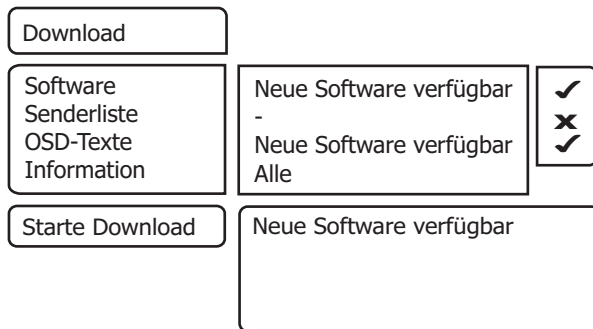 Download
Software Neue Software verfügbar ✓
Senderliste - x
OSD-Texte Neue Software verfügbar ✓
Information Alle
Starte Download Neue Software verfügbar